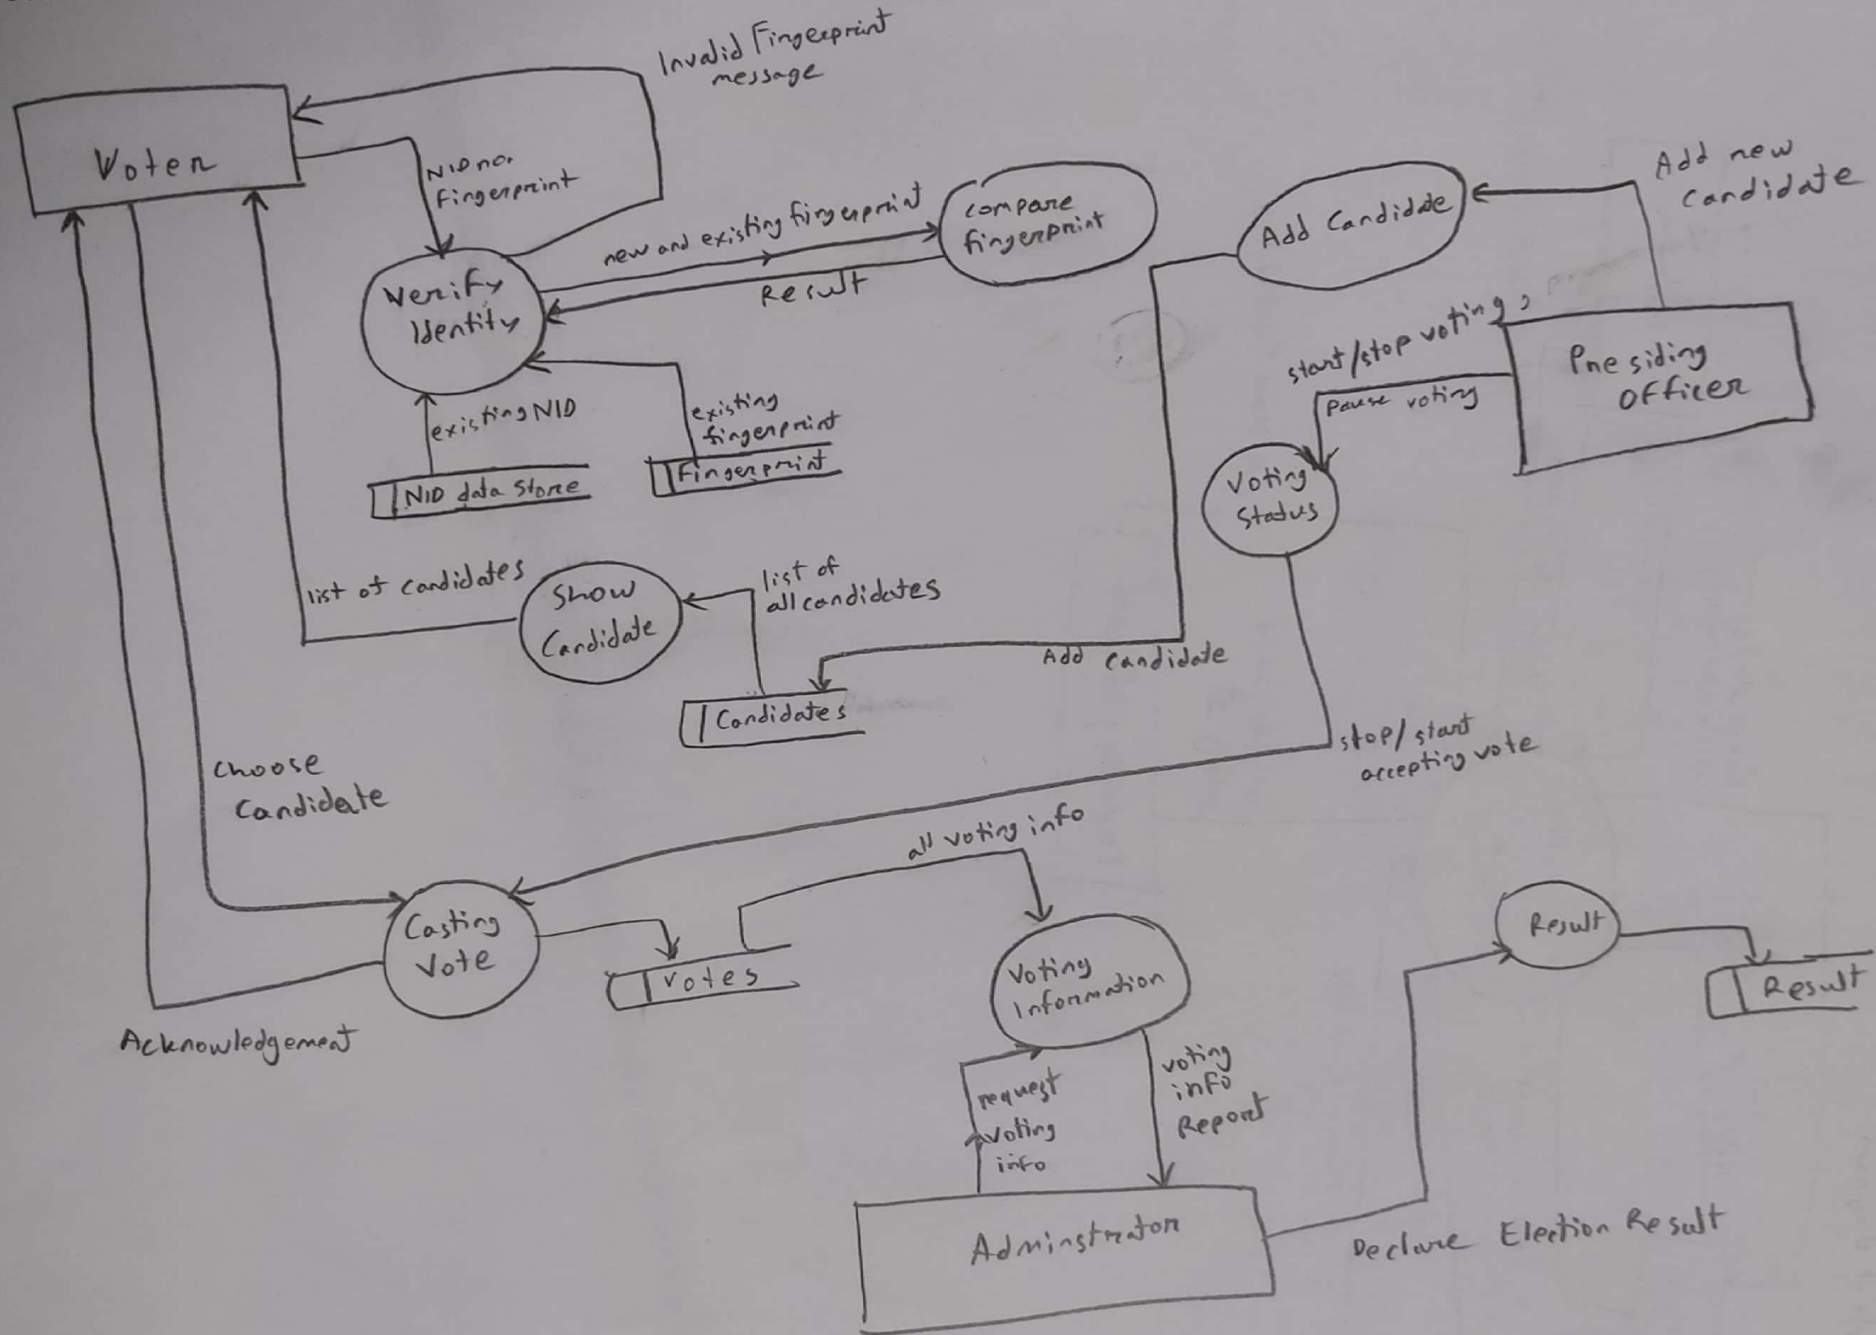 Invalid Fingerprint
message
Voter
NID no.
Fingerprint
new and existing fingerprint
Result
compare
fingerprint
Add Candidate
Add new
Candidate
Verify
Identity
start/stop voting,
Pause voting
Presiding
Officer
existing NID
existing
fingerprint
NID data Store
Fingerprint
Voting
Status
list of candidates
Show
Candidate
list of
all candidates
Add Candidate
Candidates
stop/start
accepting vote
Choose
Candidate
all voting info
Casting
Vote
Votes
Voting
Information
Result
Result
Acknowledgement
request
voting
info
voting
info
Report
Adminstrator
Declare Election Result